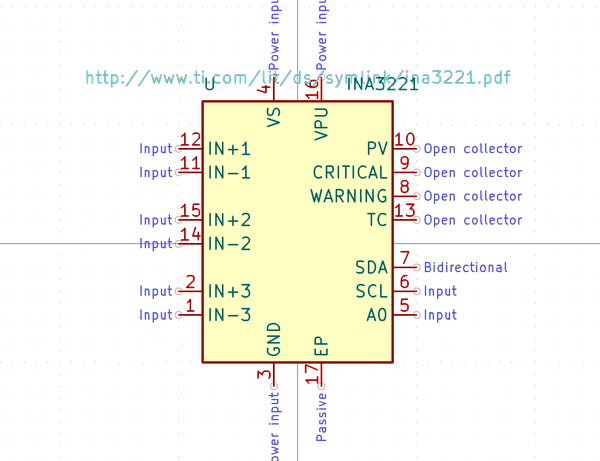 Power input
Power input
http://www.ti.com/lit/ds/symlink/ina3221.pdf
U
INA3221
4
16
VS
VPU
Input 12 IN+1
PV 10 Open collector
Input 11 IN-1
CRITICAL 9 Open collector
WARNING 8 Open collector
Input 15 IN+2
TC 13 Open collector
Input 14 IN-2
SDA 7 Bidirectional
Input 2 IN+3
SCL 6 Input
Input 1 IN-3
A0 5 Input
GND
EP
3
17
ower input
Passive